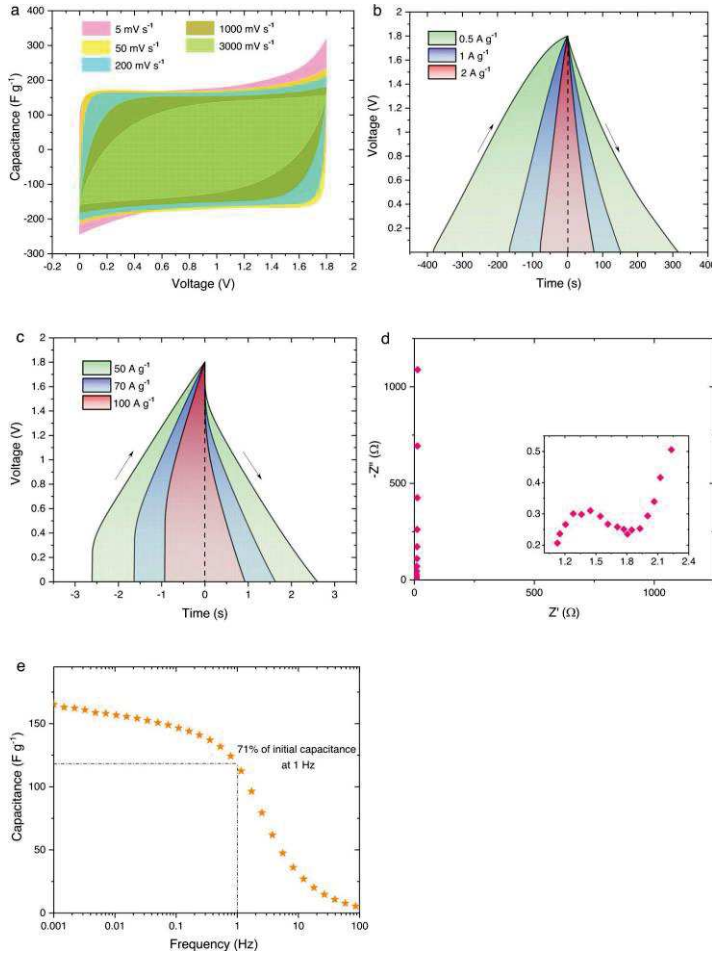 a
5 mV s⁻¹
50 mV s⁻¹
200 mV s⁻¹
1000 mV s⁻¹
3000 mV s⁻¹
400
300
200
100
0
-100
-200
-300
Capacitance (F g⁻¹)
-0.2 0 0.2 0.4 0.6 0.8 1 1.2 1.4 1.6 1.8 2
Voltage (V)
b
0.5 A g⁻¹
1 A g⁻¹
2 A g⁻¹
2.0
1.8
1.6
1.4
1.2
1.0
0.8
0.6
0.4
0.2
Voltage (V)
-400 -300 -200 -100 0 100 200 300 400
Time (s)
c
50 A g⁻¹
70 A g⁻¹
100 A g⁻¹
2
1.8
1.6
1.4
1.2
1
0.8
0.6
0.4
0.2
0
Voltage (V)
-3 -2 -1 0 1 2 3
Time (s)
d
1000
750
500
250
0
-Z'' (Ω)
0 500 750 1000
Z' (Ω)
0.5
0.4
0.3
0.2
1.2 1.5 1.8 2.1 2.4
e
150
100
50
0
Capacitance (F g⁻¹)
71% of initial capacitance
at 1 Hz
0.001 0.01 0.1 1 10 100
Frequency (Hz)